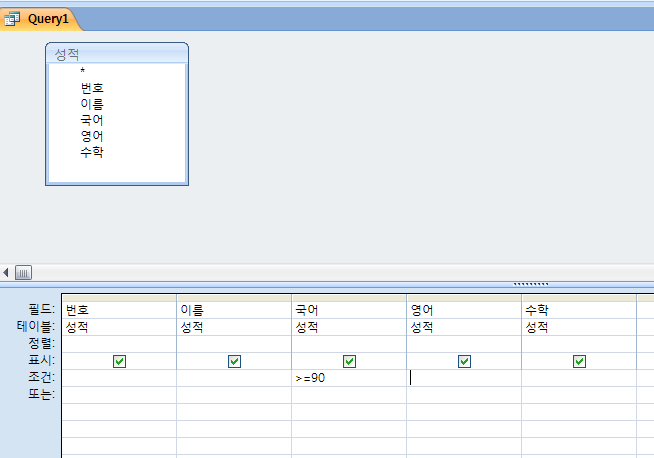 Query1
성적
*
번호
이름
국어
영어
수학
필드: 번호 이름 국어 영어 수학
테이블: 성적 성적 성적 성적 성적
정렬:
표시:
조건: >=90
또는: